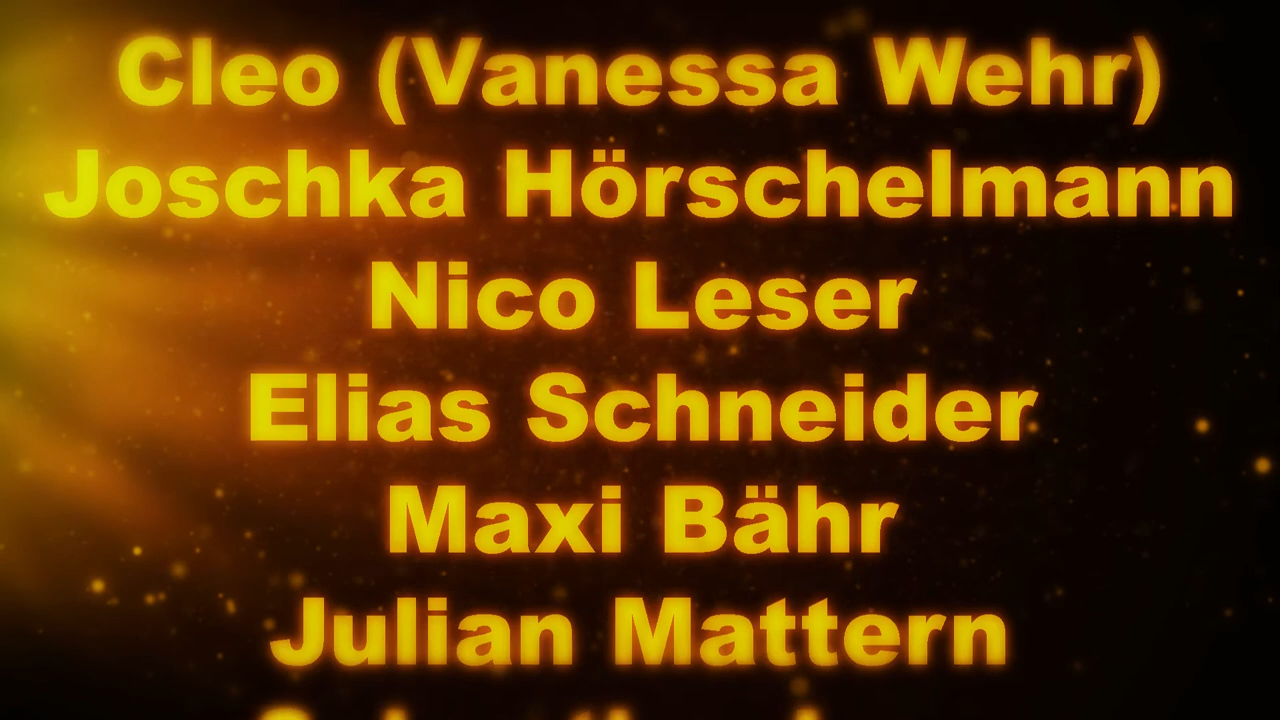 Cleo (Vanessa Wehr)
Joschka Hörschelmann
Nico Leser
Elias Schneider
Maxi Bähr
Julian Mattern